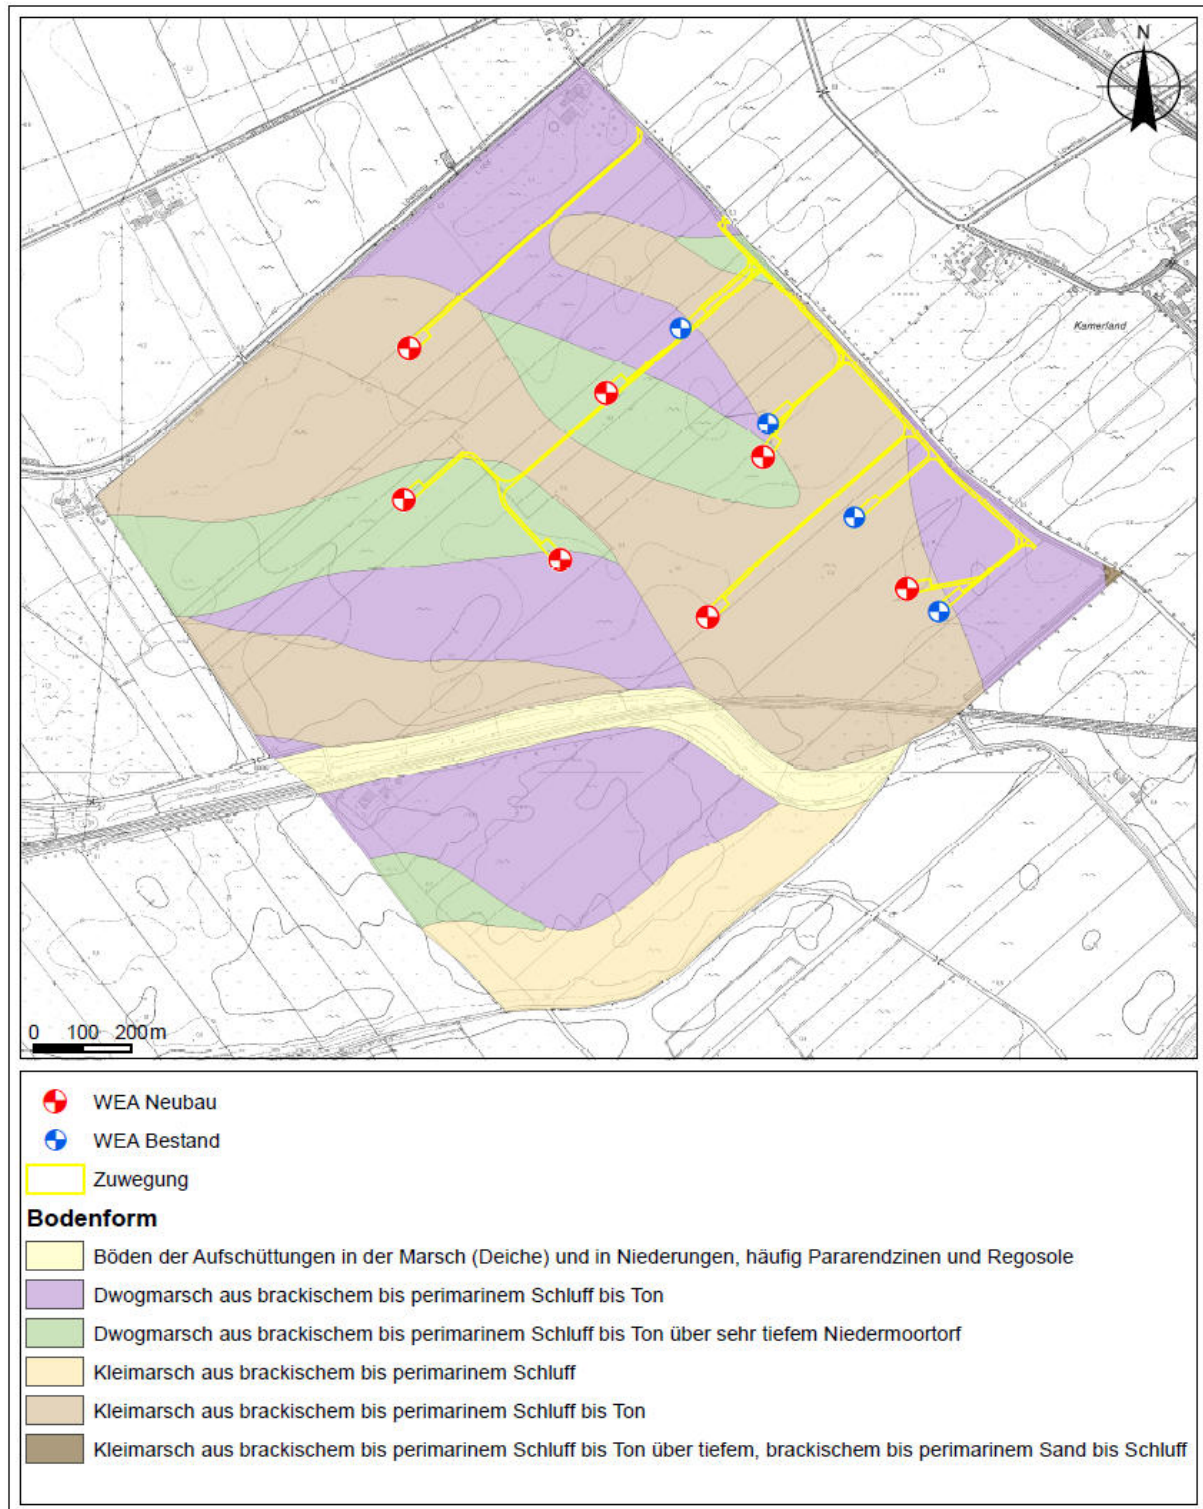 N
Kamerland
0 100 200m
WEA Neubau
WEA Bestand
Zuwegung
Bodenform
Böden der Aufschüttungen in der Marsch (Deiche) und in Niederungen, häufig Pararendzinen und Regosole
Dwogmarsch aus brackischem bis perimarinem Schluff bis Ton
Dwogmarsch aus brackischem bis perimarinem Schluff bis Ton über sehr tiefem Niedermoortorf
Kleimarsch aus brackischem bis perimarinem Schluff
Kleimarsch aus brackischem bis perimarinem Schluff bis Ton
Kleimarsch aus brackischem bis perimarinem Schluff bis Ton über tiefem, brackischem bis perimarinem Sand bis Schluff